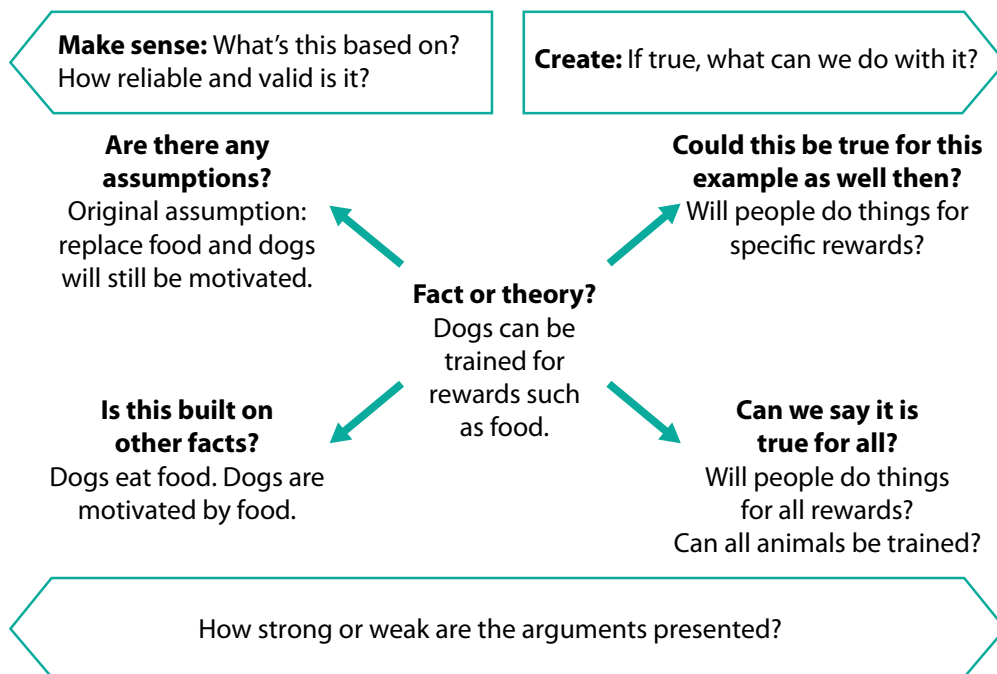 Make sense: What's this based on?
How reliable and valid is it?
Create: If true, what can we do with it?
Are there any
assumptions?
Original assumption:
replace food and dogs
will still be motivated.
Could this be true for this
example as well then?
Will people do things for
specific rewards?
Fact or theory?
Dogs can be
trained for
rewards such
as food.
Is this built on
other facts?
Dogs eat food. Dogs are
motivated by food.
Can we say it is
true for all?
Will people do things
for all rewards?
Can all animals be trained?
How strong or weak are the arguments presented?